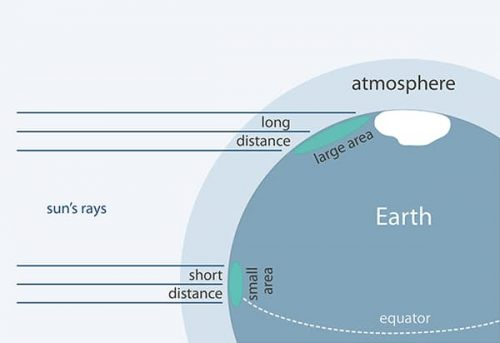 atmosphere
long
distance
large area
Earth
sun's rays
short
distance
small
area
equator